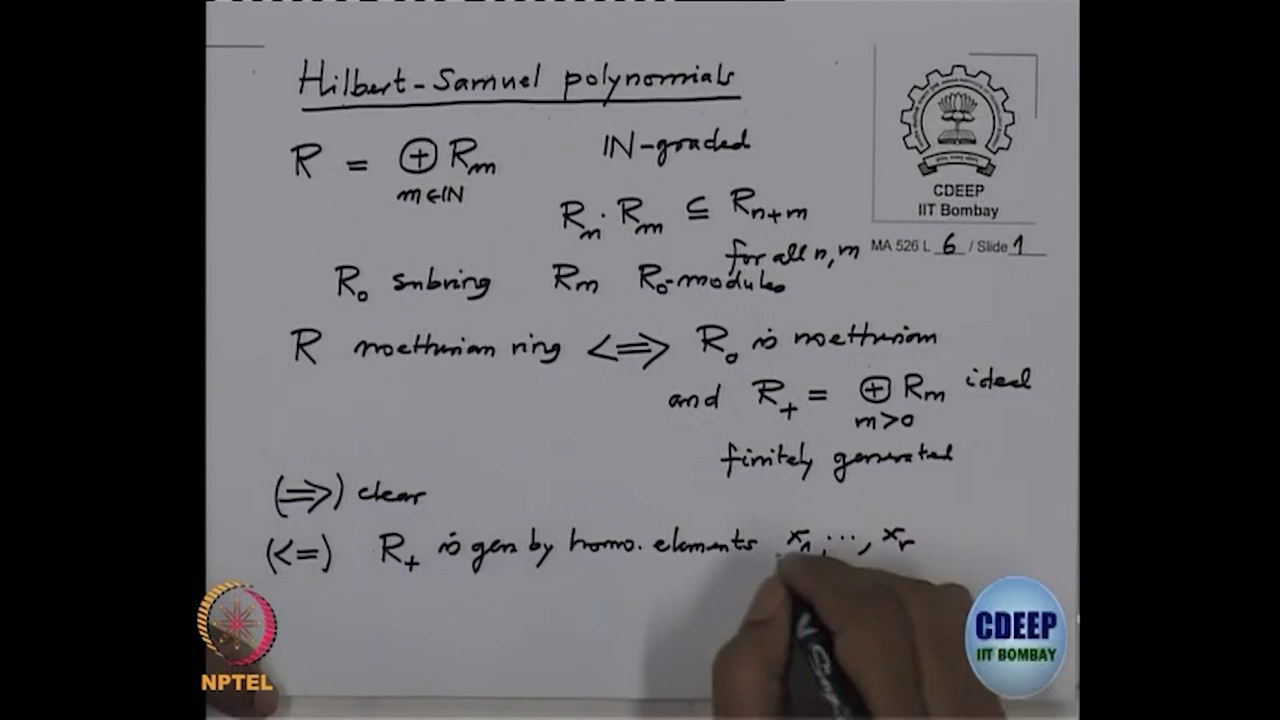 Hilbert-Samuel polynomials
R = ⊕ R_m  IN-graded
m∈IN
R_n · R_m ⊆ R_{n+m}
for all n, m
R_0 subring  R_m  R_0-modules
R noetherian ring <=> R_0 is noetherian
and R_+ = ⊕ R_m ideal
m>0
finitely generated
(=>) clear
(<=) R_+ is gen by homo. elements x_1, ..., x_r
CDEEP
IIT Bombay
MA 526 L 6 / Slide 1
NPTEL
CDEEP
IIT BOMBAY